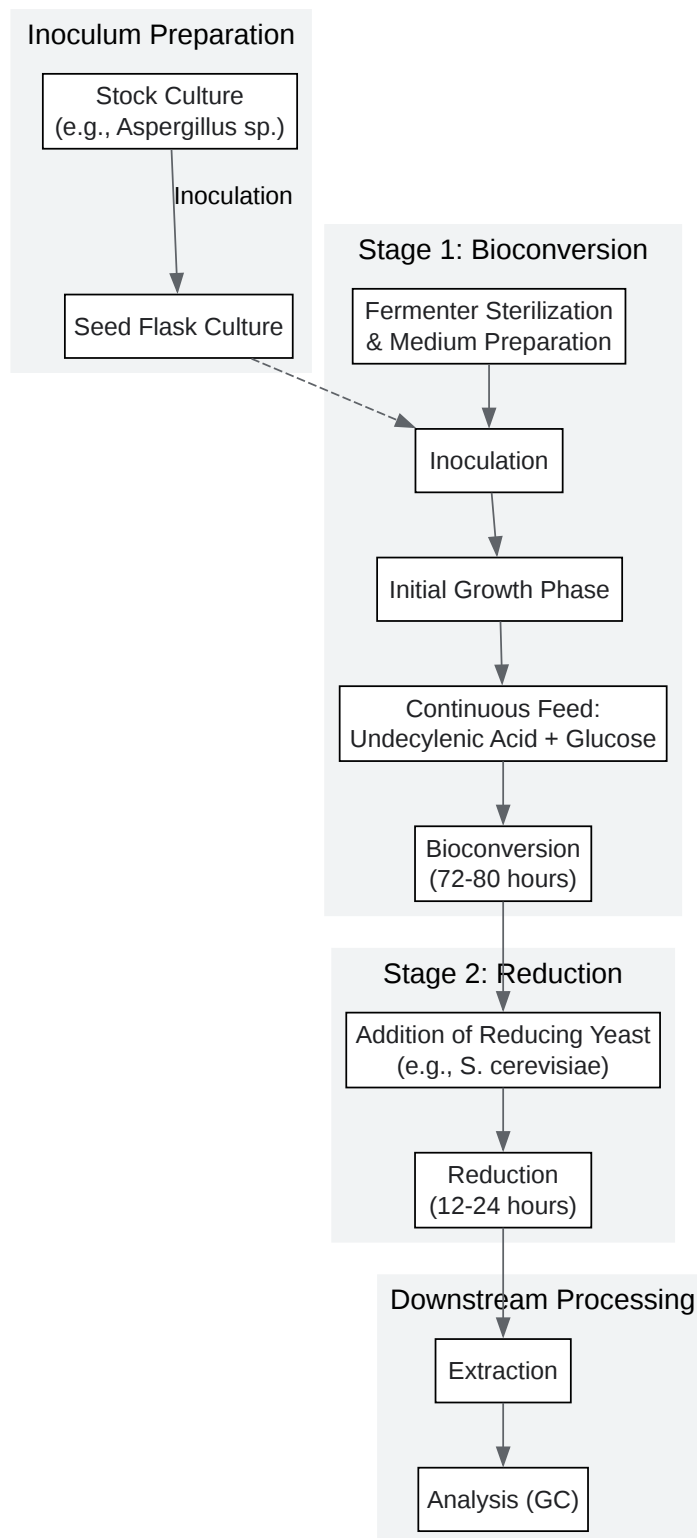 Inoculum Preparation
Stock Culture
(e.g., Aspergillus sp.)
Inoculation
Seed Flask Culture
Stage 1: Bioconversion
Fermenter Sterilization
& Medium Preparation
Inoculation
Initial Growth Phase
Continuous Feed:
Undecylenic Acid + Glucose
Bioconversion
(72-80 hours)
Stage 2: Reduction
Addition of Reducing Yeast
(e.g., S. cerevisiae)
Reduction
(12-24 hours)
Downstream Processing
Extraction
Analysis (GC)